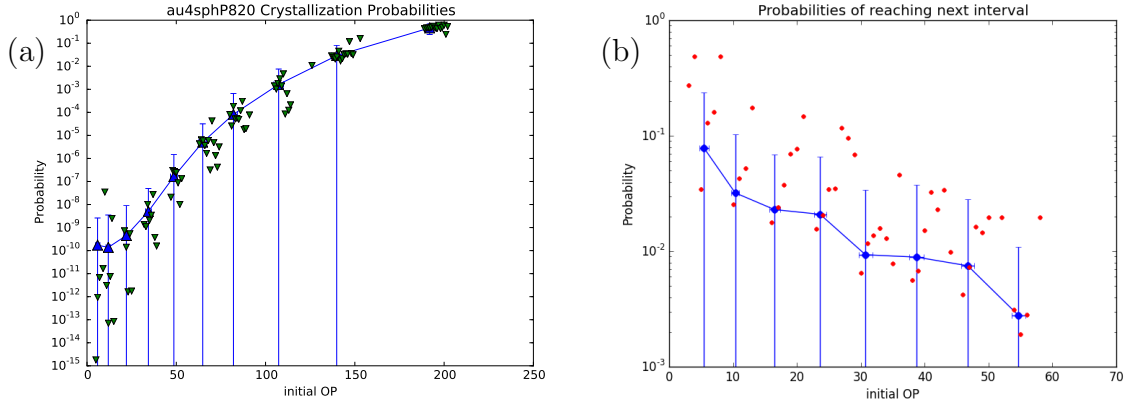 (a)
au4sphP820 Crystallization Probabilities
10^0
10^-1
10^-2
10^-3
10^-4
10^-5
10^-6
10^-7
10^-8
10^-9
10^-10
10^-11
10^-12
10^-13
10^-14
10^-15
Probability
0 50 100 150 200 250
initial OP
(b)
Probabilities of reaching next interval
10^0
10^-1
10^-2
10^-3
Probability
0 10 20 30 40 50 60 70
initial OP